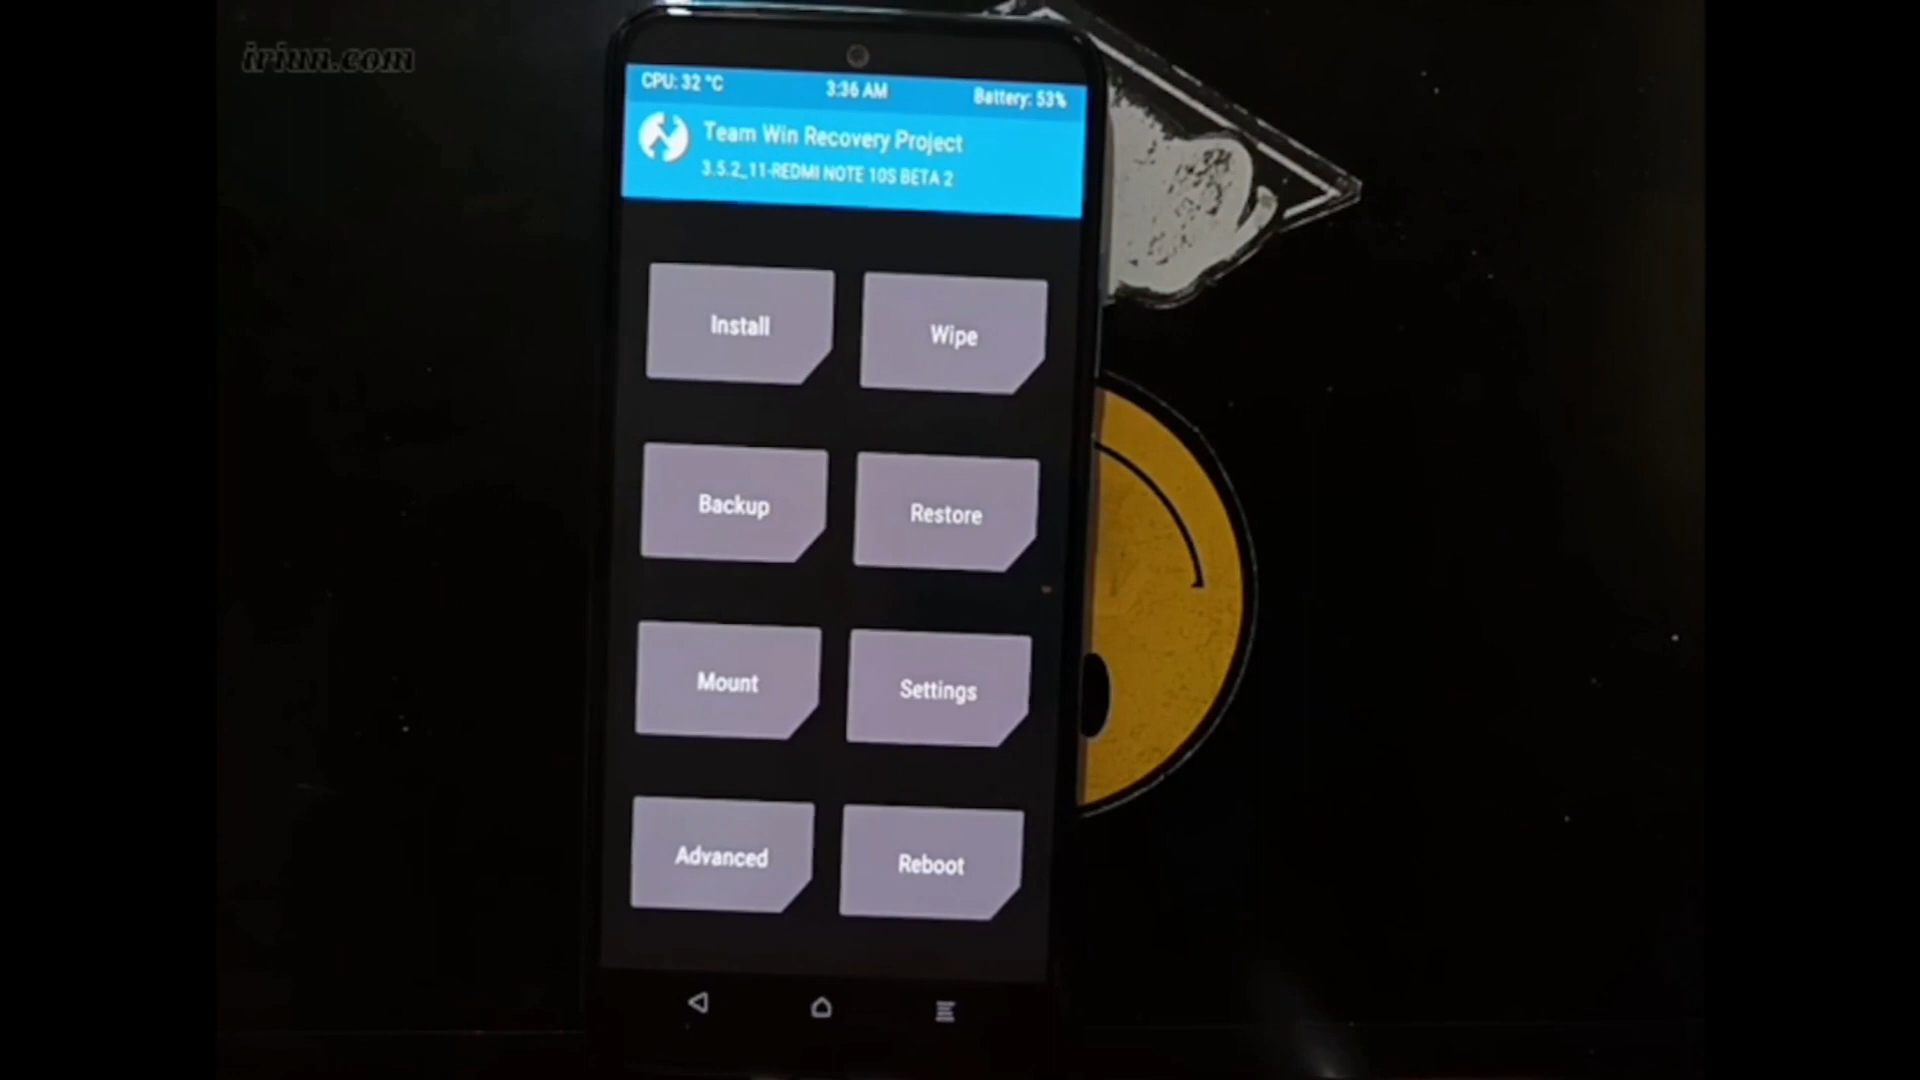 iriun.com
CPU: 32 °C 3:36 AM Battery: 53%
Team Win Recovery Project
3.5.2_11-REDMI NOTE 10S BETA 2
Install Wipe
Backup Restore
Mount Settings
Advanced Reboot